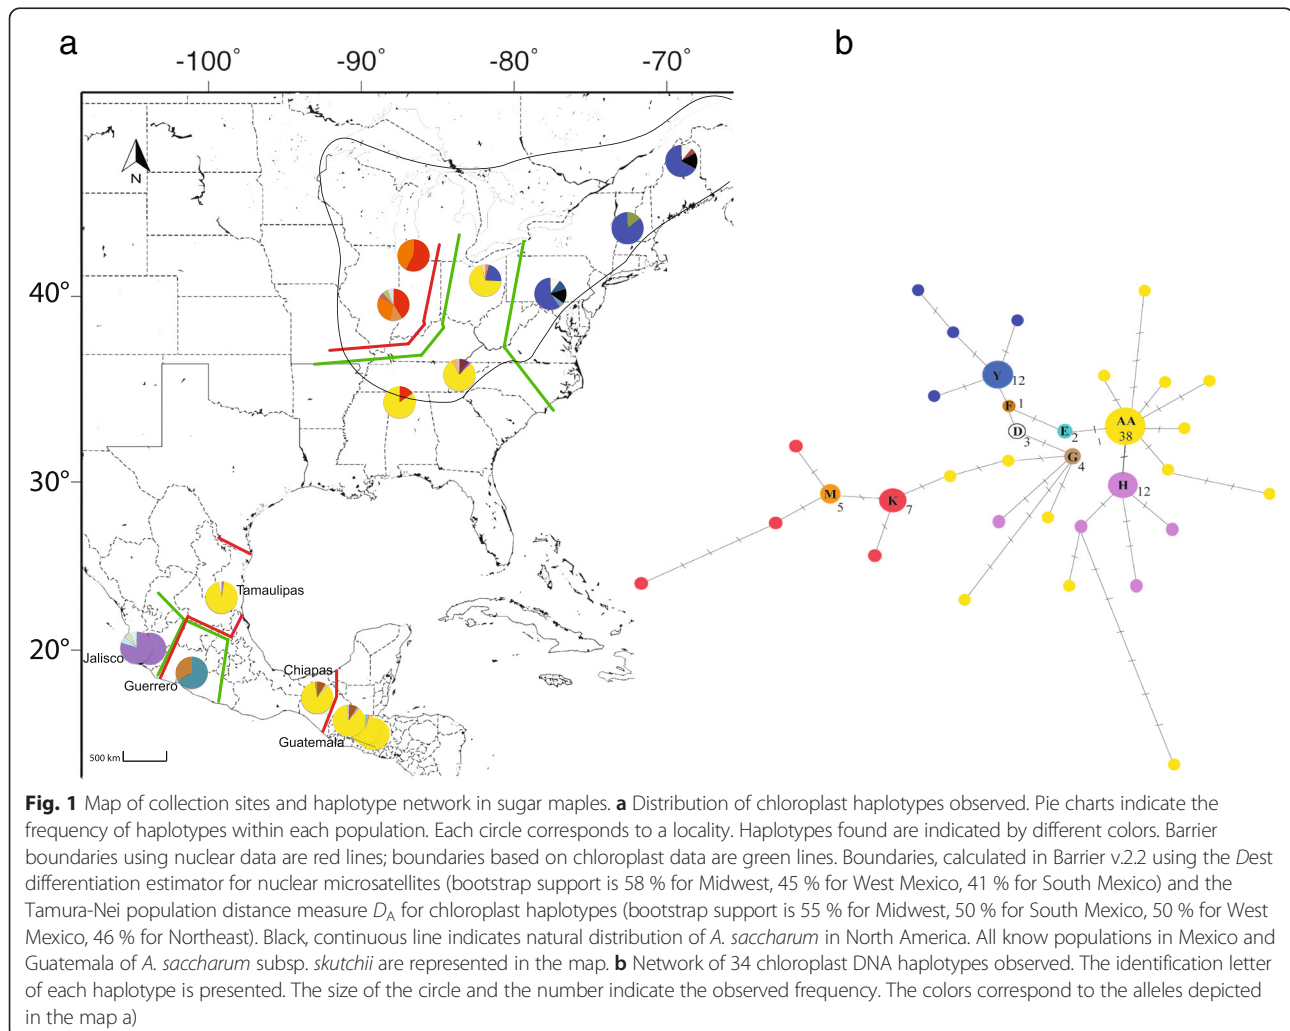 a
b
-100°
-90°
-80°
-70°
N
40°
30°
20°
Tamaulipas
Jalisco
Guerrero
Chiapas
Guatemala
500 km
Y
12
F
1
D
3
E
2
G
4
AA
38
H
12
M
5
K
7
Fig. 1 Map of collection sites and haplotype network in sugar maples. a Distribution of chloroplast haplotypes observed. Pie charts indicate the
frequency of haplotypes within each population. Each circle corresponds to a locality. Haplotypes found are indicated by different colors. Barrier
boundaries using nuclear data are red lines; boundaries based on chloroplast data are green lines. Boundaries, calculated in Barrier v.2.2 using the Dest
differentiation estimator for nuclear microsatellites (bootstrap support is 58 % for Midwest, 45 % for West Mexico, 41 % for South Mexico) and the
Tamura-Nei population distance measure DA for chloroplast haplotypes (bootstrap support is 55 % for Midwest, 50 % for South Mexico, 50 % for West
Mexico, 46 % for Northeast). Black, continuous line indicates natural distribution of A. saccharum in North America. All know populations in Mexico and
Guatemala of A. saccharum subsp. skutchii are represented in the map. b Network of 34 chloroplast DNA haplotypes observed. The identification letter
of each haplotype is presented. The size of the circle and the number indicate the observed frequency. The colors correspond to the alleles depicted
in the map a)